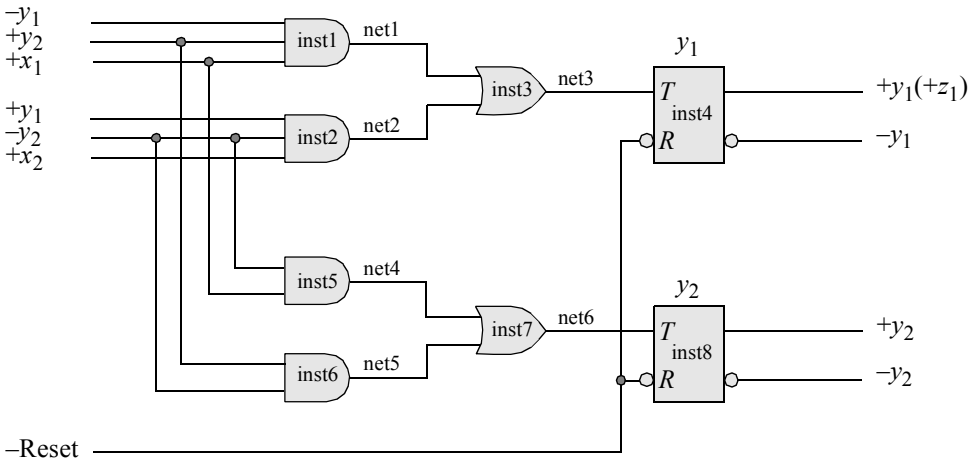 –y1
+y2
+x1
inst1
net1
+y1
–y2
+x2
inst2
net2
inst3
net3
y1
T
inst4
R
+y1(+z1)
–y1
inst5
net4
inst6
net5
inst7
net6
y2
T
inst8
R
+y2
–y2
–Reset